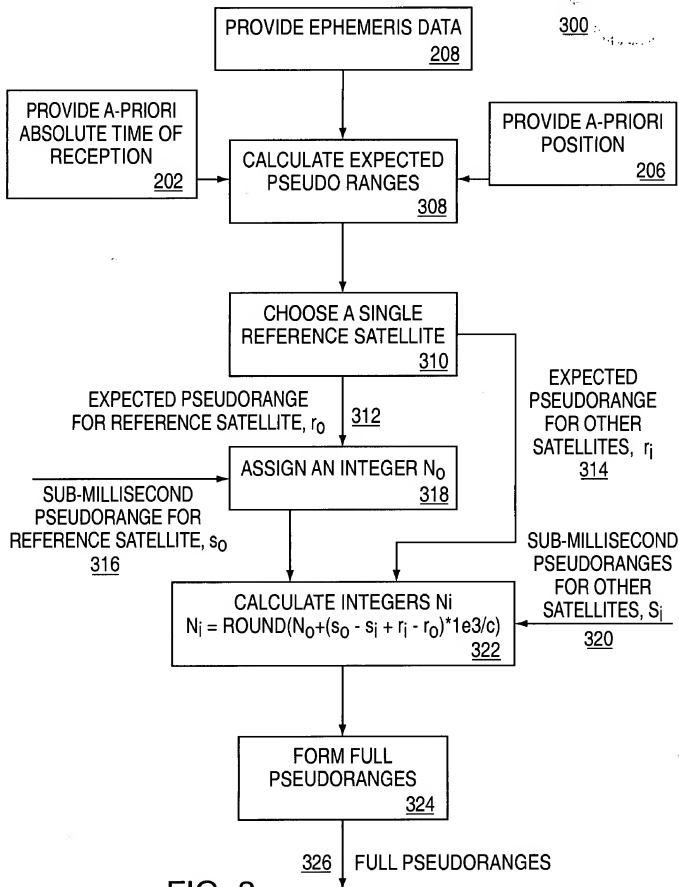 PROVIDE EPHEMERIS DATA
208
300
PROVIDE A-PRIORI
ABSOLUTE TIME OF
RECEPTION
202
PROVIDE A-PRIORI
POSITION
206
CALCULATE EXPECTED
PSEUDO RANGES
308
CHOOSE A SINGLE
REFERENCE SATELLITE
310
EXPECTED PSEUDORANGE
FOR REFERENCE SATELLITE, r₀
312
EXPECTED
PSEUDORANGE
FOR OTHER
SATELLITES, rᵢ
314
ASSIGN AN INTEGER N₀
318
SUB-MILLISECOND
PSEUDORANGE FOR
REFERENCE SATELLITE, s₀
316
SUB-MILLISECOND
PSEUDORANGES
FOR OTHER
SATELLITES, Sᵢ
320
CALCULATE INTEGERS Ni
Nᵢ = ROUND(N₀+(s₀ - sᵢ + rᵢ - r₀)*1e3/c)
322
FORM FULL
PSEUDORANGES
324
326 FULL PSEUDORANGES